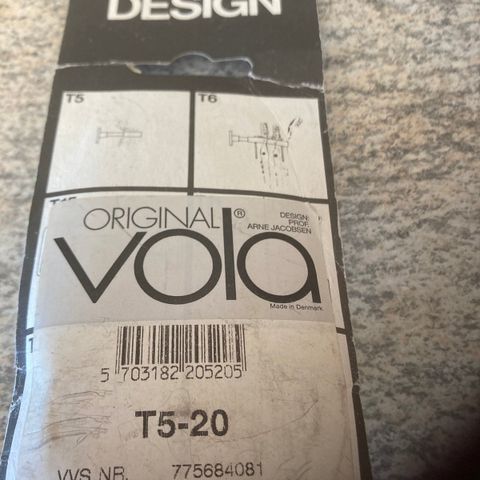 DESIGN
T5
T6
ORIGINAL
vola®
DESIGN:
PROF.
ARNE JACOBSEN
Made in Denmark
5 703182 205205
T5-20
VVS NR. 775684081